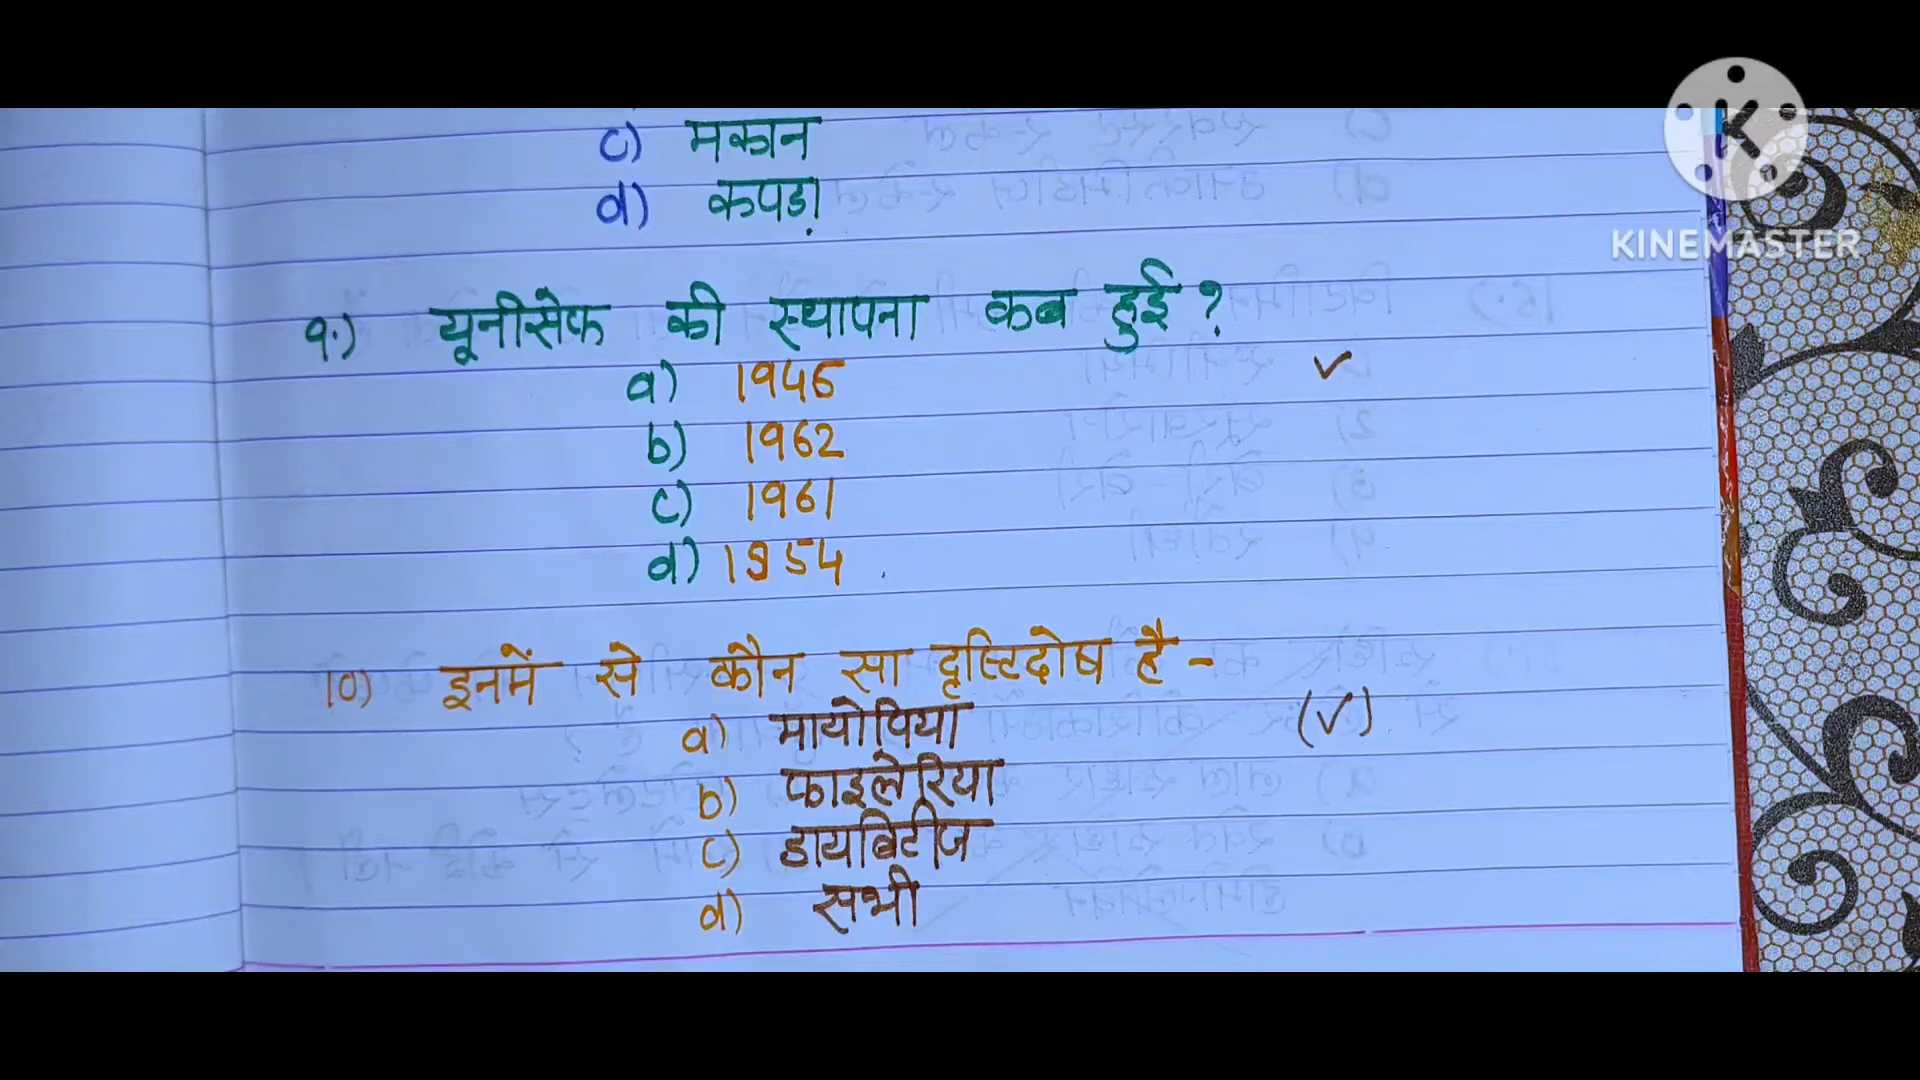 c) मकान
d) कपड़ा
KINEMASTER
9.) यूनीसेफ की स्थापना कब हुई ?
a) 1946 ✓
b) 1962
c) 1961
d) 1954
10) इनमें से कौन सा दृष्टिदोष है -
a) मायोपिया (✓)
b) फाइलेरिया
c) डायबिटीज
d) सभी